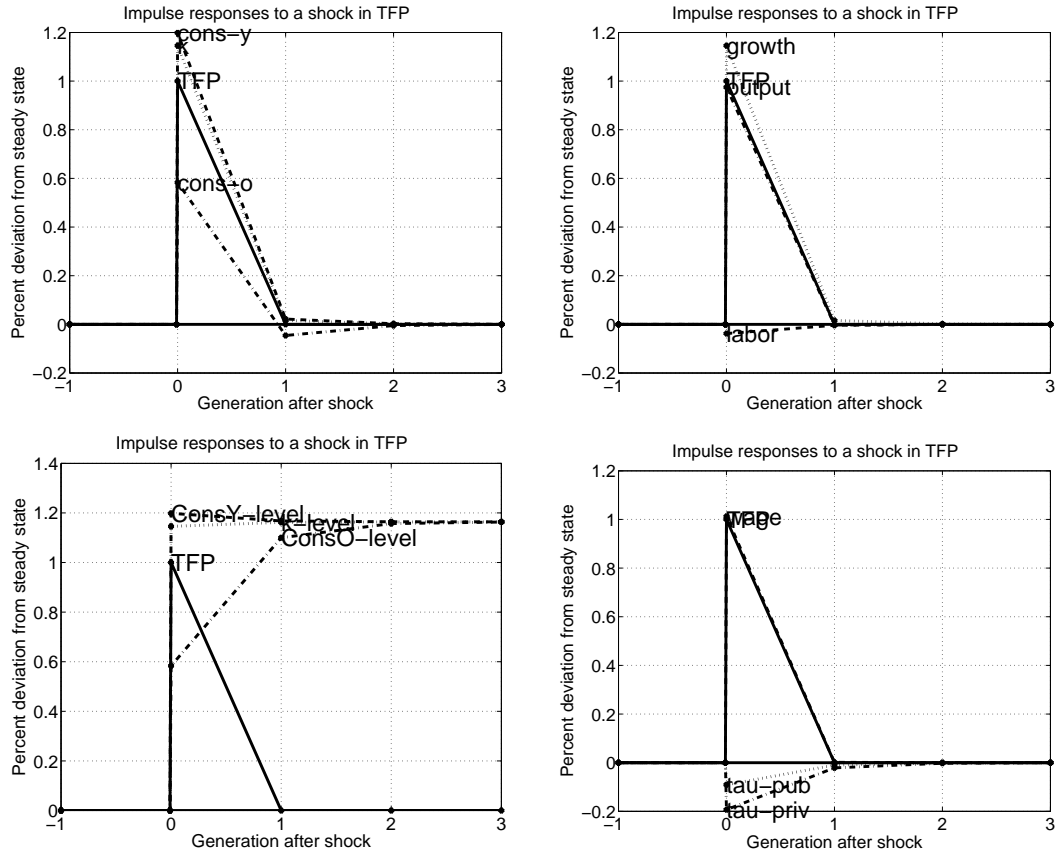 Impulse responses to a shock in TFP
Percent deviation from steady state
1.2
1
0.8
0.6
0.4
0.2
0
−0.2
cons−y
TFP
cons−o
−1 0 1 2 3
Generation after shock
Impulse responses to a shock in TFP
Percent deviation from steady state
1.2
1
0.8
0.6
0.4
0.2
0
−0.2
growth
TFP
output
labor
−1 0 1 2 3
Generation after shock
Impulse responses to a shock in TFP
Percent deviation from steady state
1.4
1.2
1
0.8
0.6
0.4
0.2
0
ConsY−level
k−level
ConsO−level
TFP
−1 0 1 2 3
Generation after shock
Impulse responses to a shock in TFP
Percent deviation from steady state
1.2
1
0.8
0.6
0.4
0.2
0
−0.2
TFP
wage
tau−pub
tau−priv
−1 0 1 2 3
Generation after shock